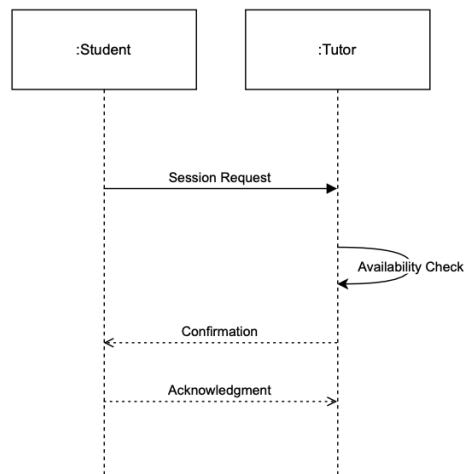 :Student
:Tutor
Session Request
Availability Check
Confirmation
Acknowledgment